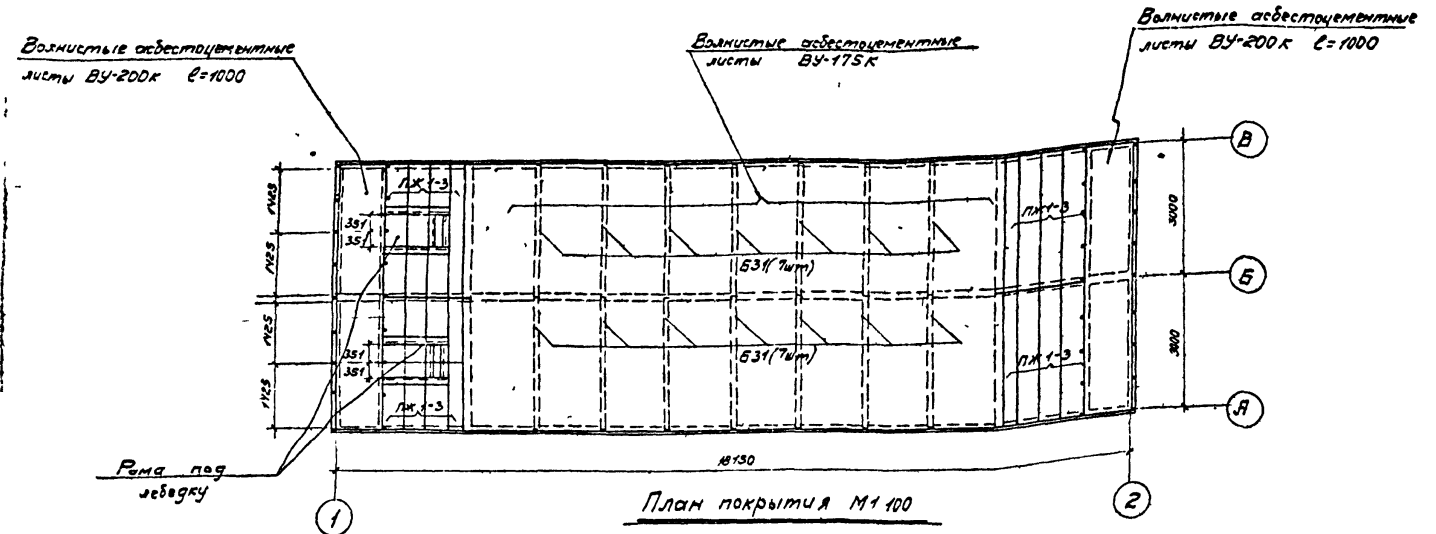 Волнистые асбестоцементные
листы ВУ-200к ℓ=1000
Волнистые асбестоцементные
листы ВУ-175к
Волнистые асбестоцементные
листы ВУ-200к ℓ=1000
В
Б
А
1425
1425
1425
1425
351
351
351
351
ПЖ 1-3
ПЖ 1-3
ПЖ 1-3
ПЖ 1-3
Б31(7шт)
Б31(7шт)
3000
3000
Рама под
лебедку
18130
1
2
План покрытия М1:100